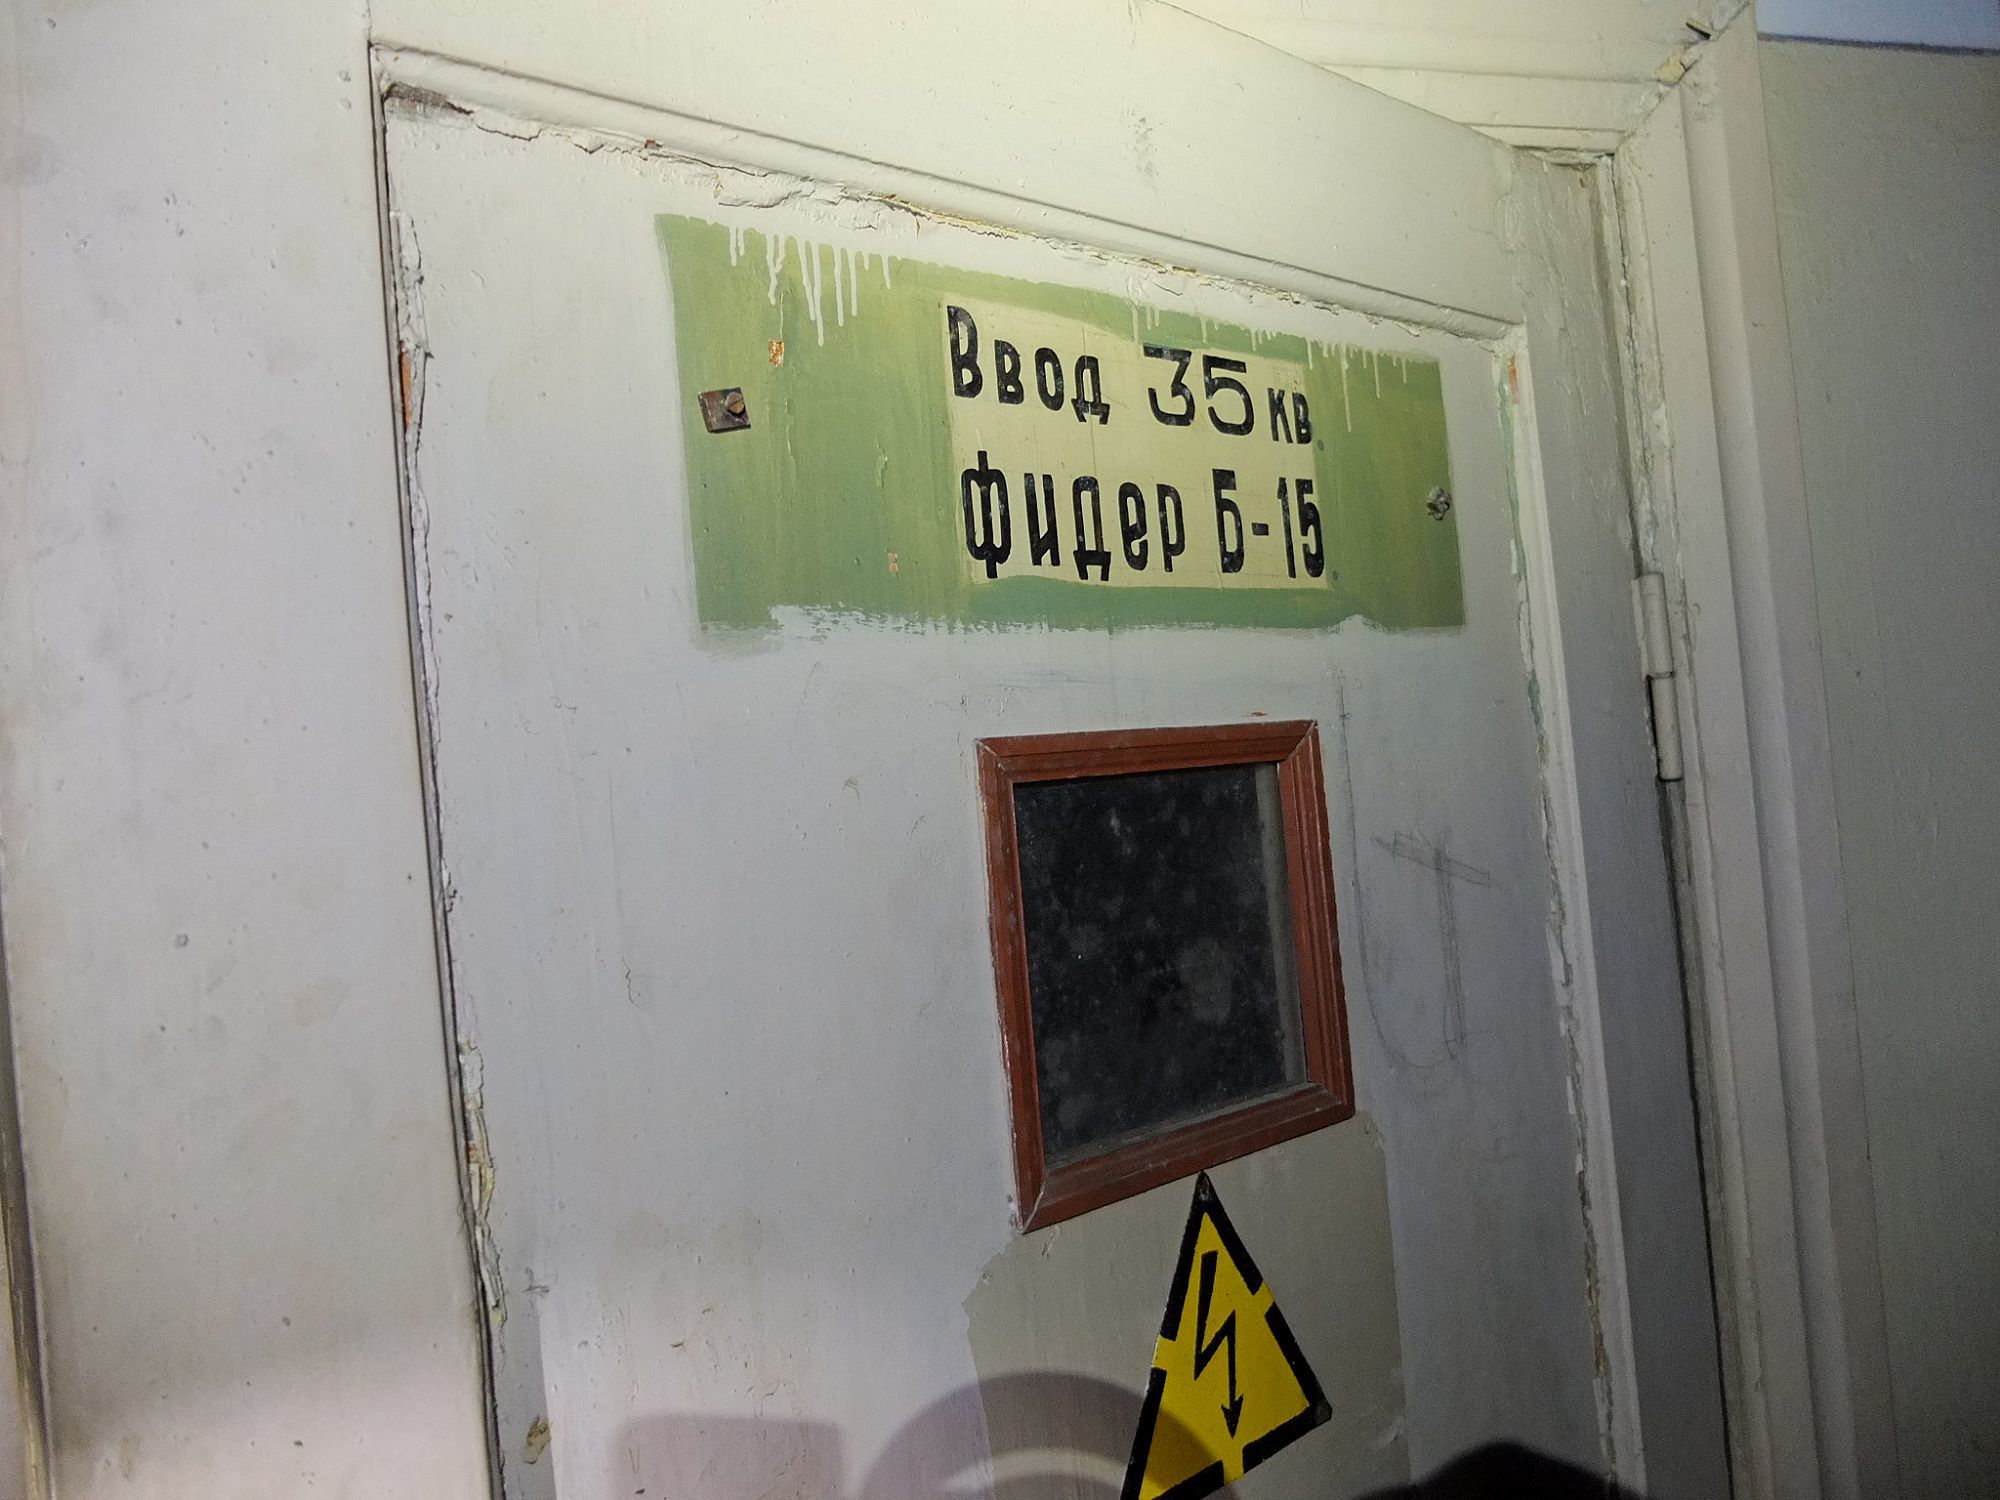 Ввод 35 кв.
фидер Б-15.